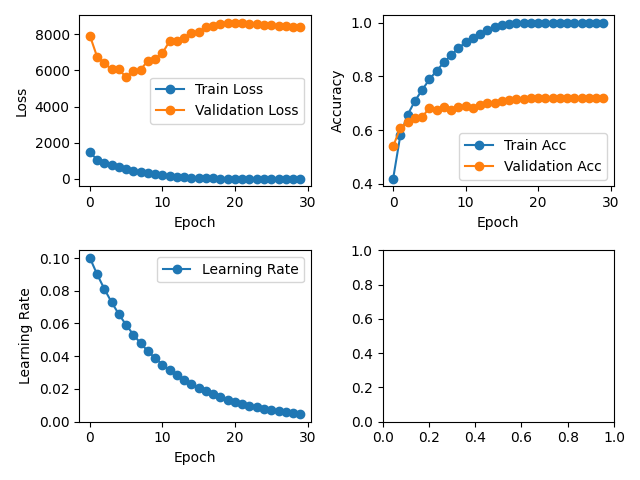 8000
6000
4000
2000
0
Loss
Train Loss
Validation Loss
0 10 20 30
Epoch
1.0
0.8
0.6
0.4
Accuracy
Train Acc
Validation Acc
0 10 20 30
Epoch
0.10
0.08
0.06
0.04
0.02
0.00
Learning Rate
Learning Rate
0 10 20 30
Epoch
1.0
0.8
0.6
0.4
0.2
0.0
0.0 0.2 0.4 0.6 0.8 1.0